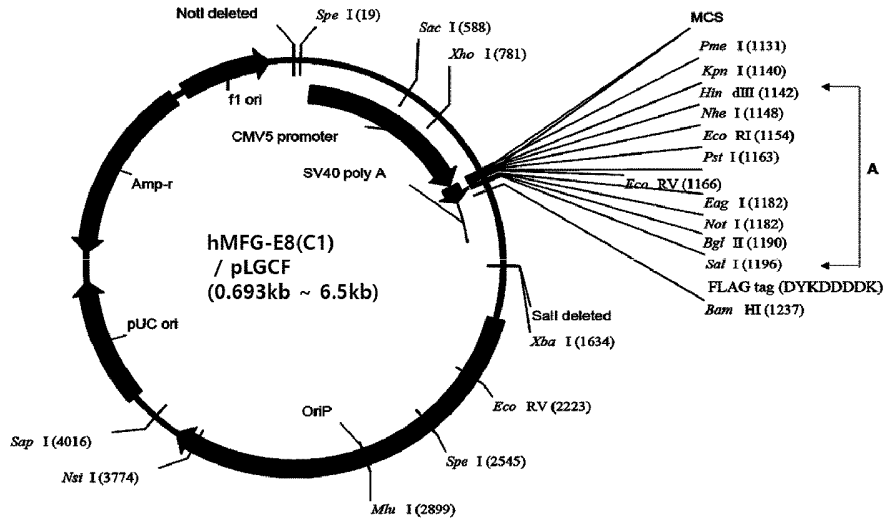 NotI deleted
Spe I (19)
Sac I (588)
Xho I (781)
f1 ori
CMV5 promoter
SV40 poly A
Amp-r
hMFG-E8(C1)
/ pLGCF
(0.693kb ~ 6.5kb)
pUC ori
OriP
Sap I (4016)
Nsi I (3774)
Mlu I (2899)
Spe I (2545)
Eco RV (2223)
Xba I (1634)
SalI deleted
MCS
Pme I (1131)
Kpn I (1140)
Hin dIII (1142)
Nhe I (1148)
Eco RI (1154)
Pst I (1163)
Eco RV (1166)
Eag I (1182)
Not I (1182)
Bgl II (1190)
Sal I (1196)
FLAG tag (DYKDDDDK)
Bam HI (1237)
A